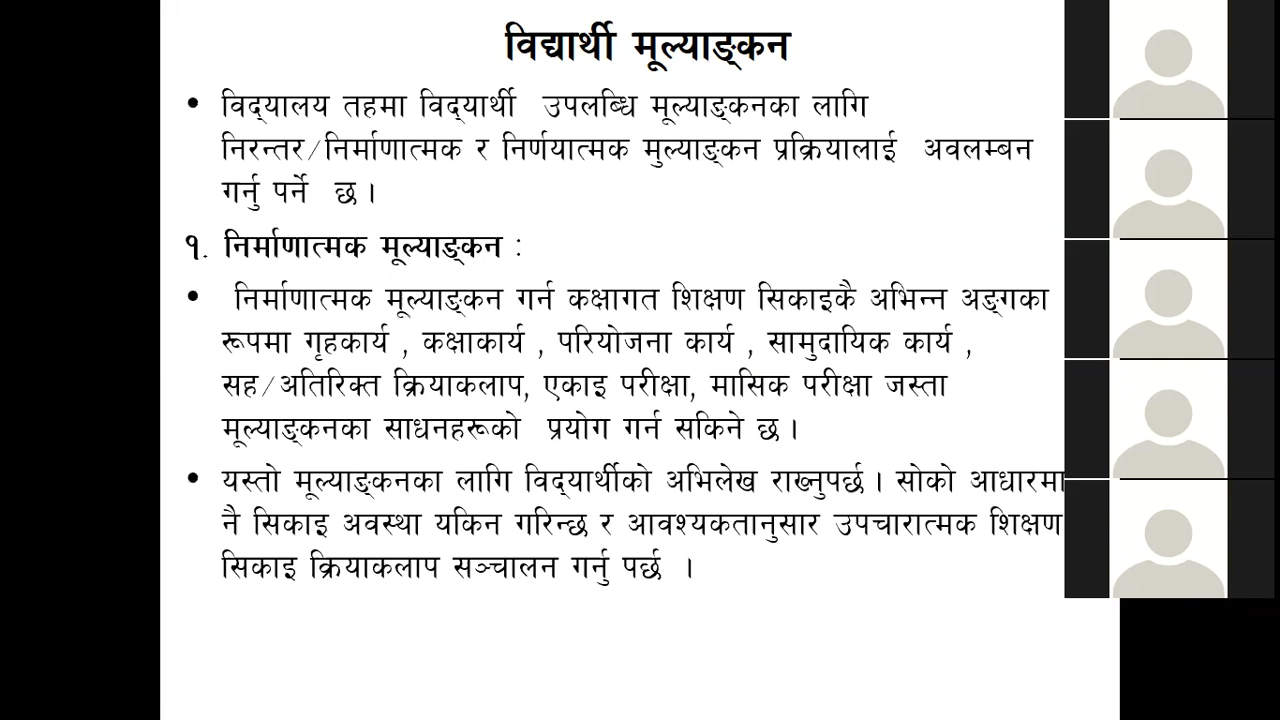 विद्यार्थी मूल्याङ्कन
• विद्‌यालय तहमा विद्‌यार्थी उपलब्धि मूल्याङ्कनका लागि
निरन्तर/निर्माणात्मक र निर्णयात्मक मुल्याङ्कन प्रक्रियालाई अवलम्बन
गर्नु पर्ने छ ।
१. निर्माणात्मक मूल्याङ्कन :
• निर्माणात्मक मूल्याङ्कन गर्न कक्षागत शिक्षण सिकाइकै अभिन्न अङ्गका
रूपमा गृहकार्य , कक्षाकार्य , परियोजना कार्य , सामुदायिक कार्य ,
सह/अतिरिक्त क्रियाकलाप, एकाइ परीक्षा, मासिक परीक्षा जस्ता
मूल्याङ्कनका साधनहरूको प्रयोग गर्न सकिने छ ।
• यस्तो मूल्याङ्कनका लागि विद्‌यार्थीको अभिलेख राख्नुपर्छ । सोको आधारमा
नै सिकाइ अवस्था यकिन गरिन्छ र आवश्यकतानुसार उपचारात्मक शिक्षण
सिकाइ क्रियाकलाप सञ्चालन गर्नु पर्छ ।